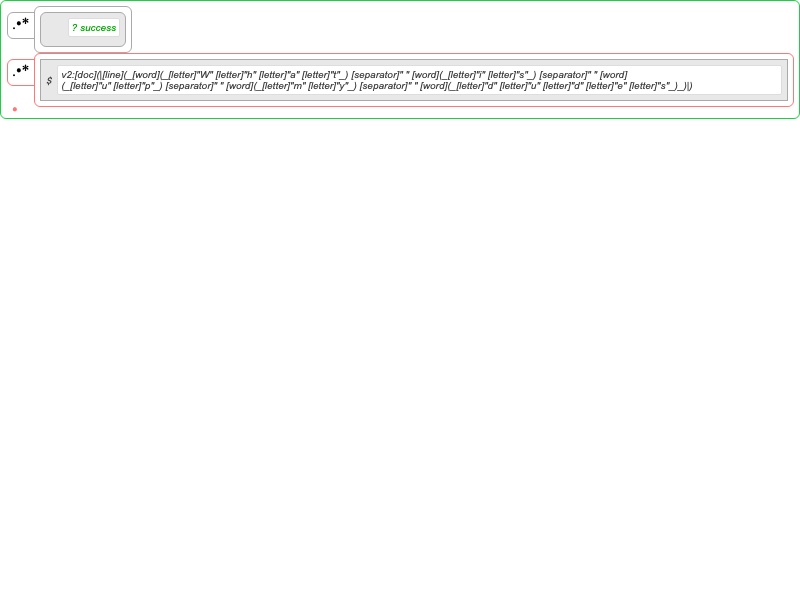 .•*
? success
.•*
$
v2:[doc](|[line](_[word](_[letter]"W" [letter]"h" [letter]"a" [letter]"t"_) [separator]" " [word](_[letter]"i" [letter]"s"_) [separator]" " [word]
(_[letter]"u" [letter]"p"_) [separator]" " [word](_[letter]"m" [letter]"y"_) [separator]" " [word](_[letter]"d" [letter]"u" [letter]"d" [letter]"e" [letter]"s"_)_)|)